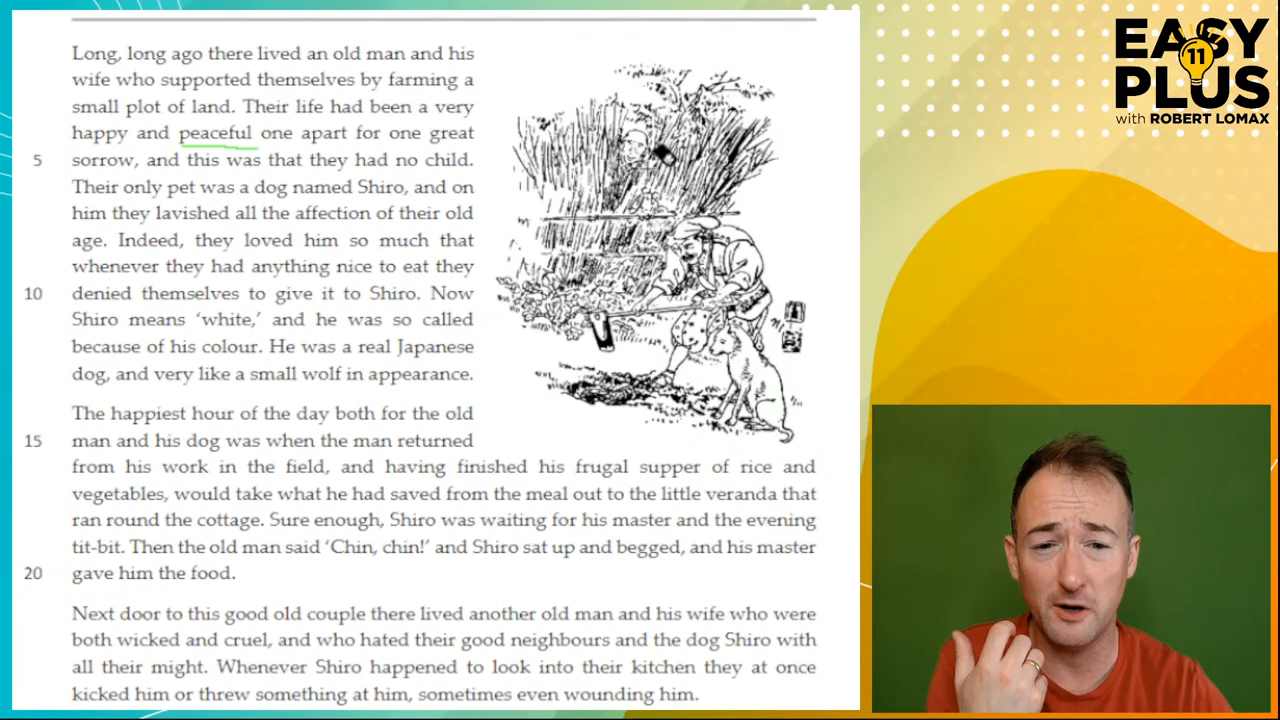 Long, long ago there lived an old man and his
wife who supported themselves by farming a
small plot of land. Their life had been a very
happy and peaceful one apart for one great
5 sorrow, and this was that they had no child.
Their only pet was a dog named Shiro, and on
him they lavished all the affection of their old
age. Indeed, they loved him so much that
whenever they had anything nice to eat they
10 denied themselves to give it to Shiro. Now
Shiro means ‘white,’ and he was so called
because of his colour. He was a real Japanese
dog, and very like a small wolf in appearance.
The happiest hour of the day both for the old
15 man and his dog was when the man returned
from his work in the field, and having finished his frugal supper of rice and
vegetables, would take what he had saved from the meal out to the little veranda that
ran round the cottage. Sure enough, Shiro was waiting for his master and the evening
tit-bit. Then the old man said ‘Chin, chin!’ and Shiro sat up and begged, and his master
20 gave him the food.
Next door to this good old couple there lived another old man and his wife who were
both wicked and cruel, and who hated their good neighbours and the dog Shiro with
all their might. Whenever Shiro happened to look into their kitchen they at once
kicked him or threw something at him, sometimes even wounding him.
EASY
11
PLUS
with ROBERT LOMAX